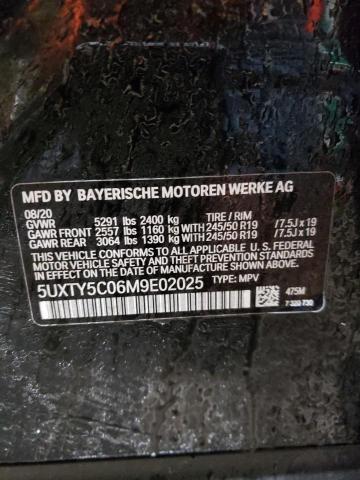 MFD BY BAYERISCHE MOTOREN WERKE AG
08/20
GVWR 5291 lbs 2400 kg TIRE / RIM
GAWR FRONT 2557 lbs 1160 kg WITH 245/50 R19 /7.5J x 19
GAWR REAR 3064 lbs 1390 kg WITH 245/50 R19 /7.5J x 19
THIS VEHICLE CONFORMS TO ALL APPLICABLE U. S. FEDERAL
MOTOR VEHICLE SAFETY STANDARDS IN EFFECT
ON THE DATE OF MANUFACTURE SHOWN ABOVE.
5UXTY5C06M9E02025 TYPE: MPV
475M
7 320 730